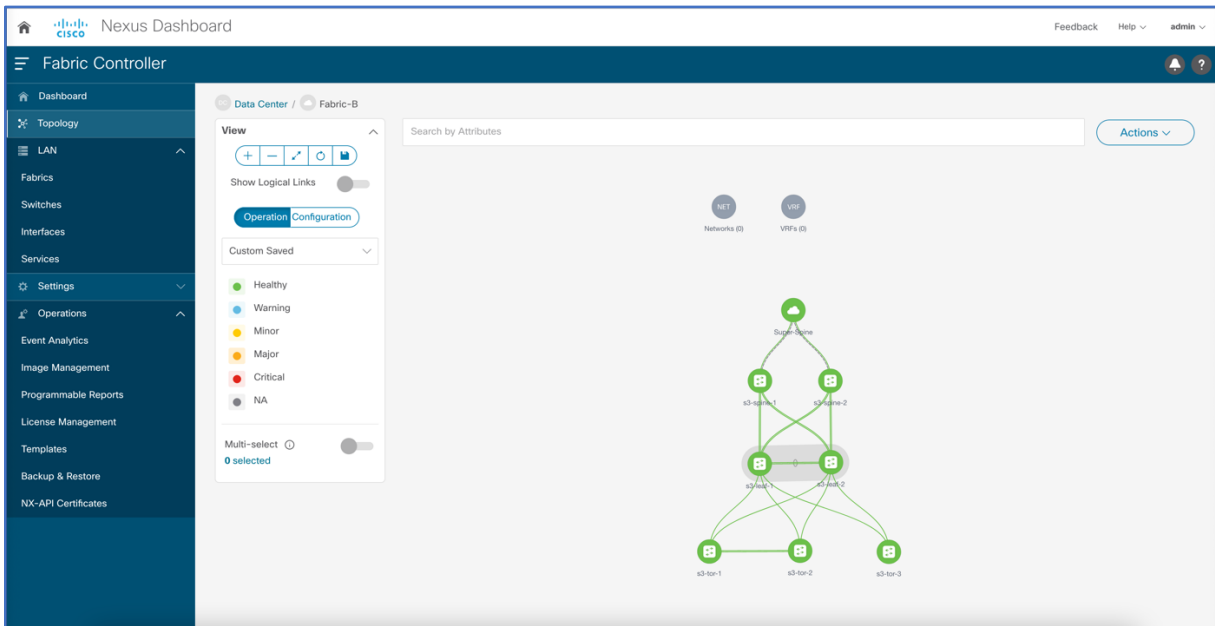 CISCO Nexus Dashboard
Feedback Help admin
Fabric Controller
?
Dashboard
Topology
LAN
Fabrics
Switches
Interfaces
Services
Settings
Operations
Event Analytics
Image Management
Programmable Reports
License Management
Templates
Backup & Restore
NX-API Certificates
Data Center / Fabric-B
View
Show Logical Links
Operation Configuration
Custom Saved
Healthy
Warning
Minor
Major
Critical
NA
Multi-select
0 selected
Search by Attributes
Actions
NET VRF
Networks (0) VRFs (0)
Super-Spine
s3-spine-1 s3-spine-2
s3-leaf-1 s3-leaf-2
s3-tor-1 s3-tor-2 s3-tor-3